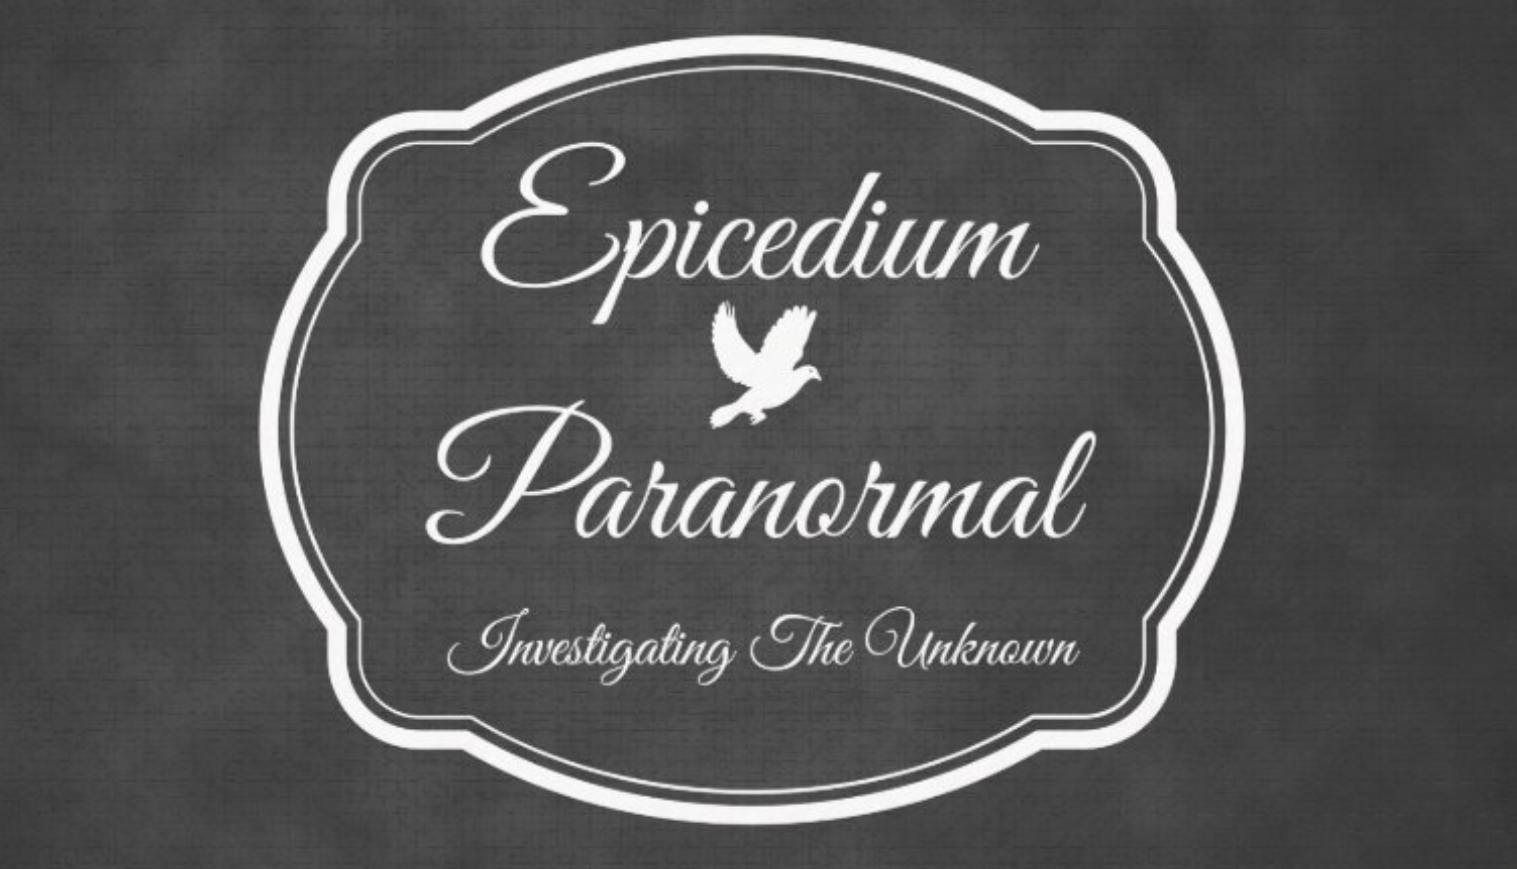 Epicedium
Paranormal
Investigating The Unknown